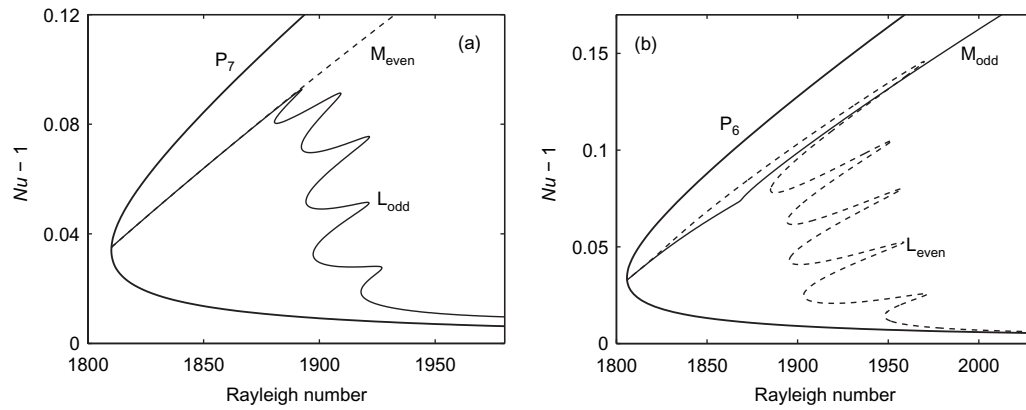 0.12
0.08
0.04
0
Nu − 1
1800
1850
1900
1950
Rayleigh number
(a)
P7
Meven
Lodd
0.15
0.1
0.05
0
Nu − 1
1800
1850
1900
1950
2000
Rayleigh number
(b)
Modd
P6
Leven